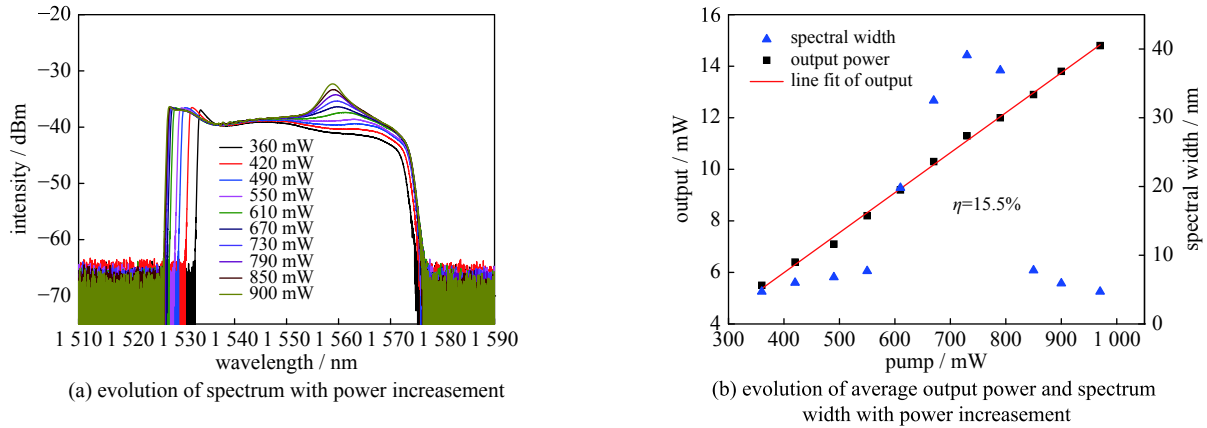 −20
−30
−40
−50
−60
−70
intensity / dBm
360 mW
420 mW
490 mW
550 mW
610 mW
670 mW
730 mW
790 mW
850 mW
900 mW
1 510 1 530 1 540 1 550 1 560 1 570 1 580 1 590
wavelength / nm
(a) evolution of spectrum with power increasement
16
14
12
10
8
6
4
output / mW
spectral width
output power
line fit of output
η=15.5%
40
30
20
10
0
spectral width / nm
300 400 500 600 700 800 900 1 000
pump / mW
(b) evolution of average output power and spectrum
width with power increasement